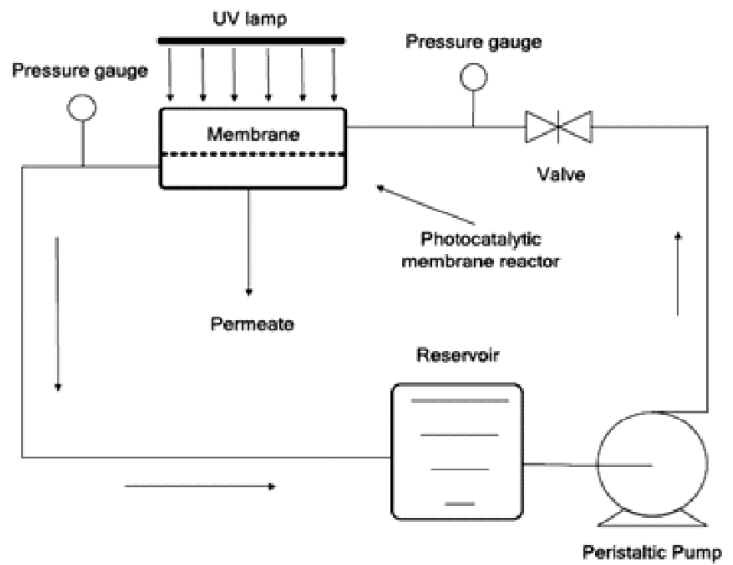 UV lamp
Pressure gauge
Pressure gauge
Membrane
Valve
Photocatalytic
membrane reactor
Permeate
Reservoir
Peristaltic Pump